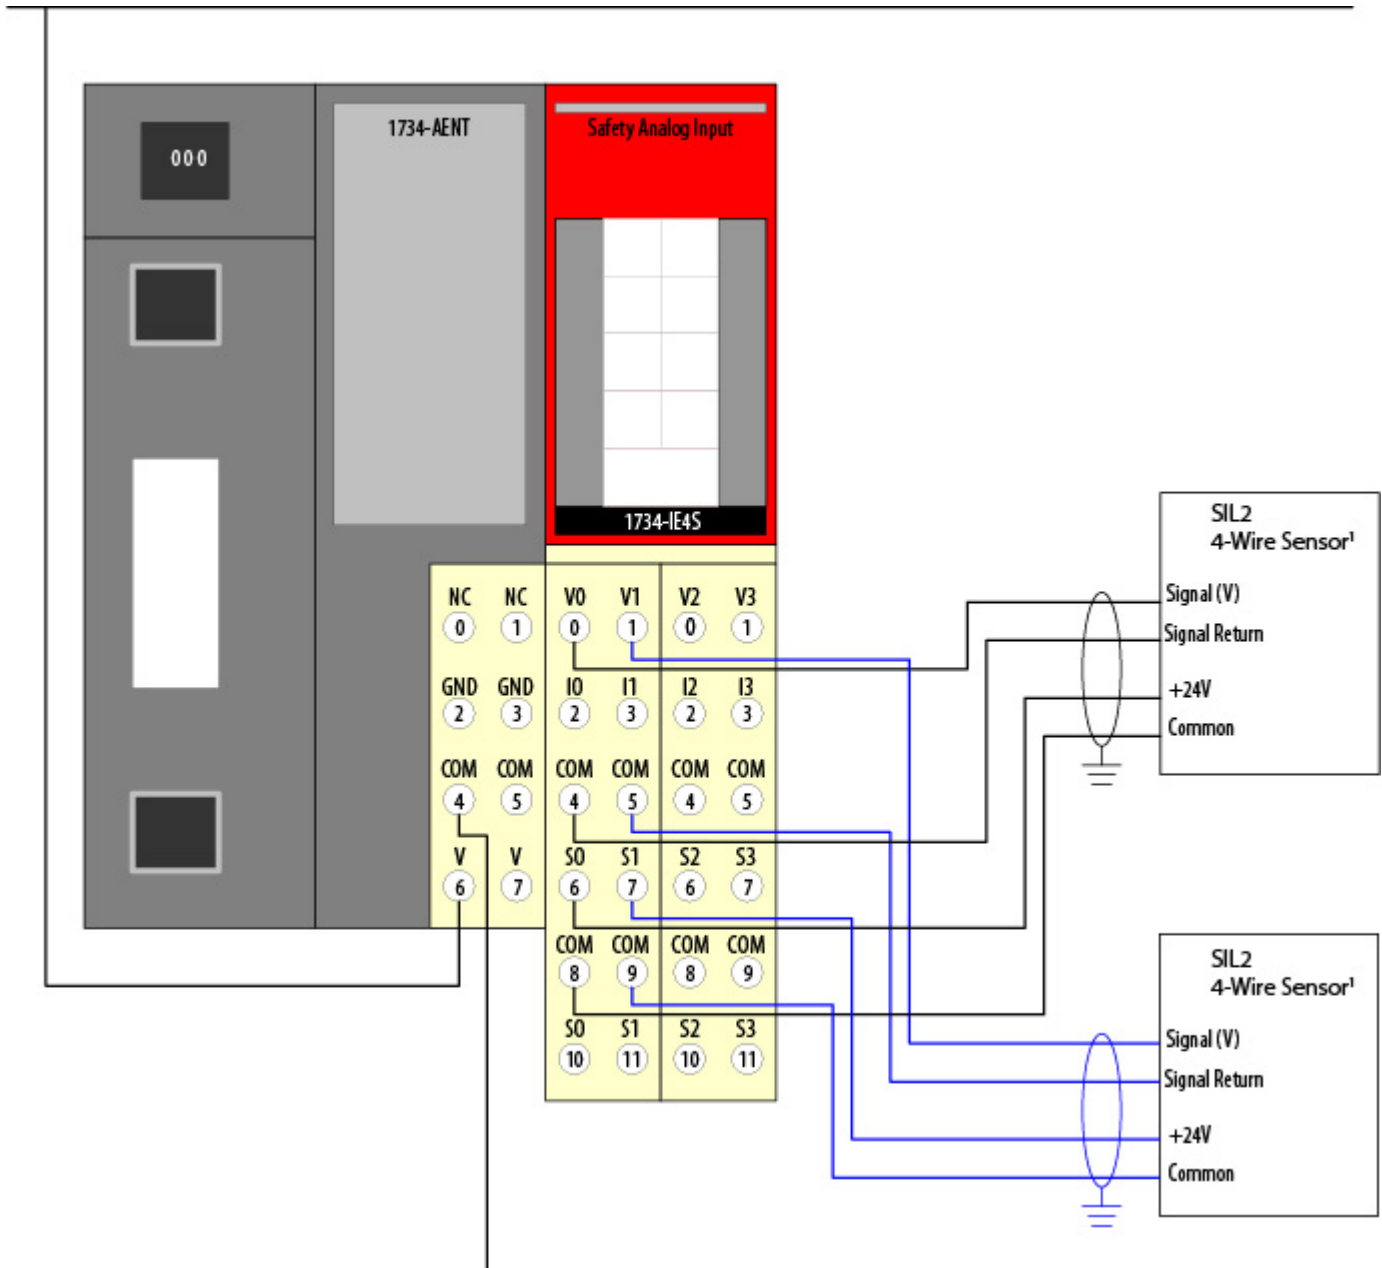 000
1734-AENT
Safety Analog Input
1734-IE4S
NC NC V0 V1 V2 V3
0 1 0 1 0 1
GND GND I0 I1 I2 I3
2 3 2 3 2 3
COM COM COM COM COM COM
4 5 4 5 4 5
V V S0 S1 S2 S3
6 7 6 7 6 7
COM COM COM COM
8 9 8 9
S0 S1 S2 S3
10 11 10 11
SIL2
4-Wire Sensor¹
Signal (V)
Signal Return
+24V
Common
SIL2
4-Wire Sensor¹
Signal (V)
Signal Return
+24V
Common